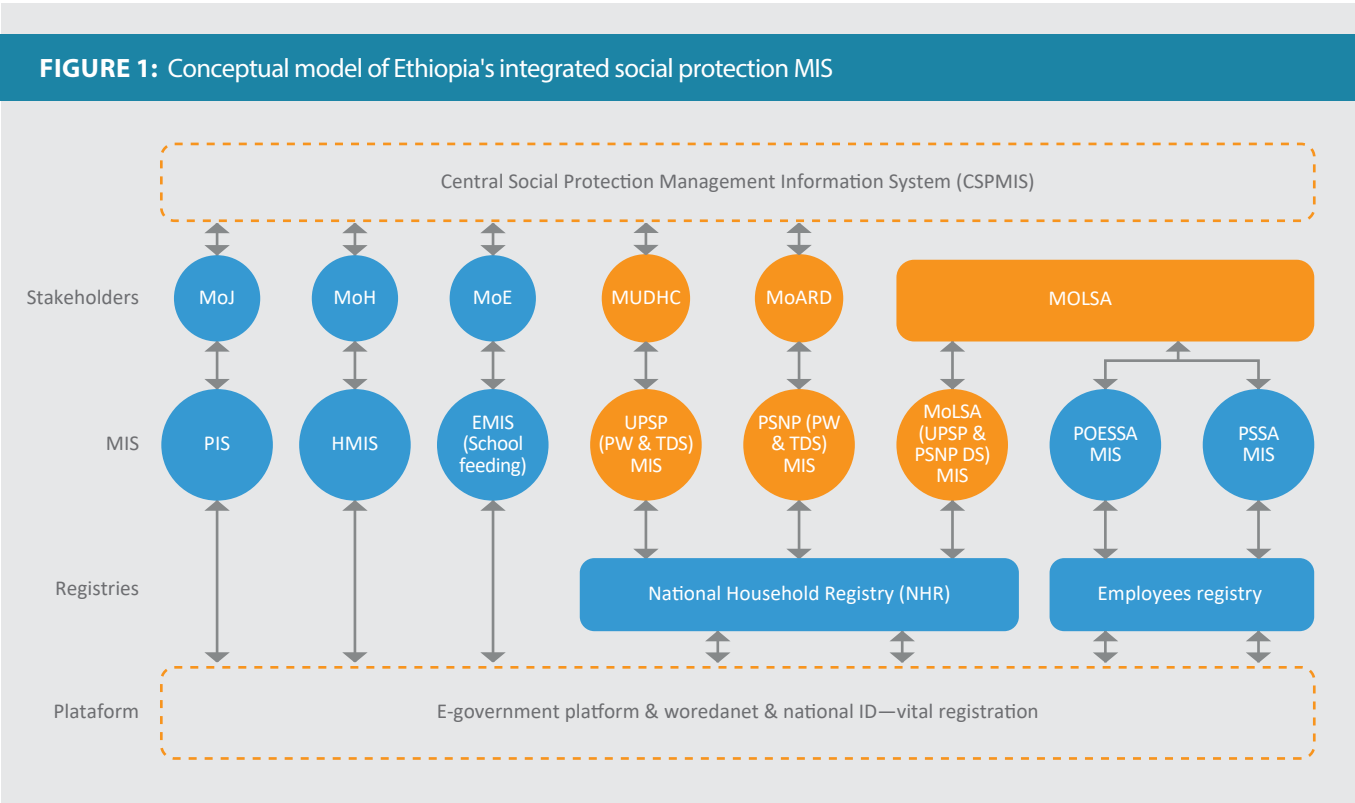 FIGURE 1: Conceptual model of Ethiopia's integrated social protection MIS
Central Social Protection Management Information System (CSPMIS)
Stakeholders
MoJ
MoH
MoE
MUDHC
MoARD
MOLSA
MIS
PIS
HMIS
EMIS
(School
feeding)
UPSP
(PW & TDS)
MIS
PSNP (PW
& TDS)
MIS
MoLSA
(UPSP &
PSNP DS)
MIS
POESSA
MIS
PSSA
MIS
Registries
National Household Registry (NHR)
Employees registry
Plataform
E-government platform & woredanet & national ID—vital registration